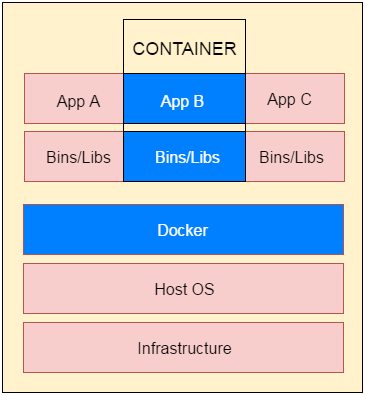 CONTAINER
App A App B App C
Bins/Libs Bins/Libs Bins/Libs
Docker
Host OS
Infrastructure